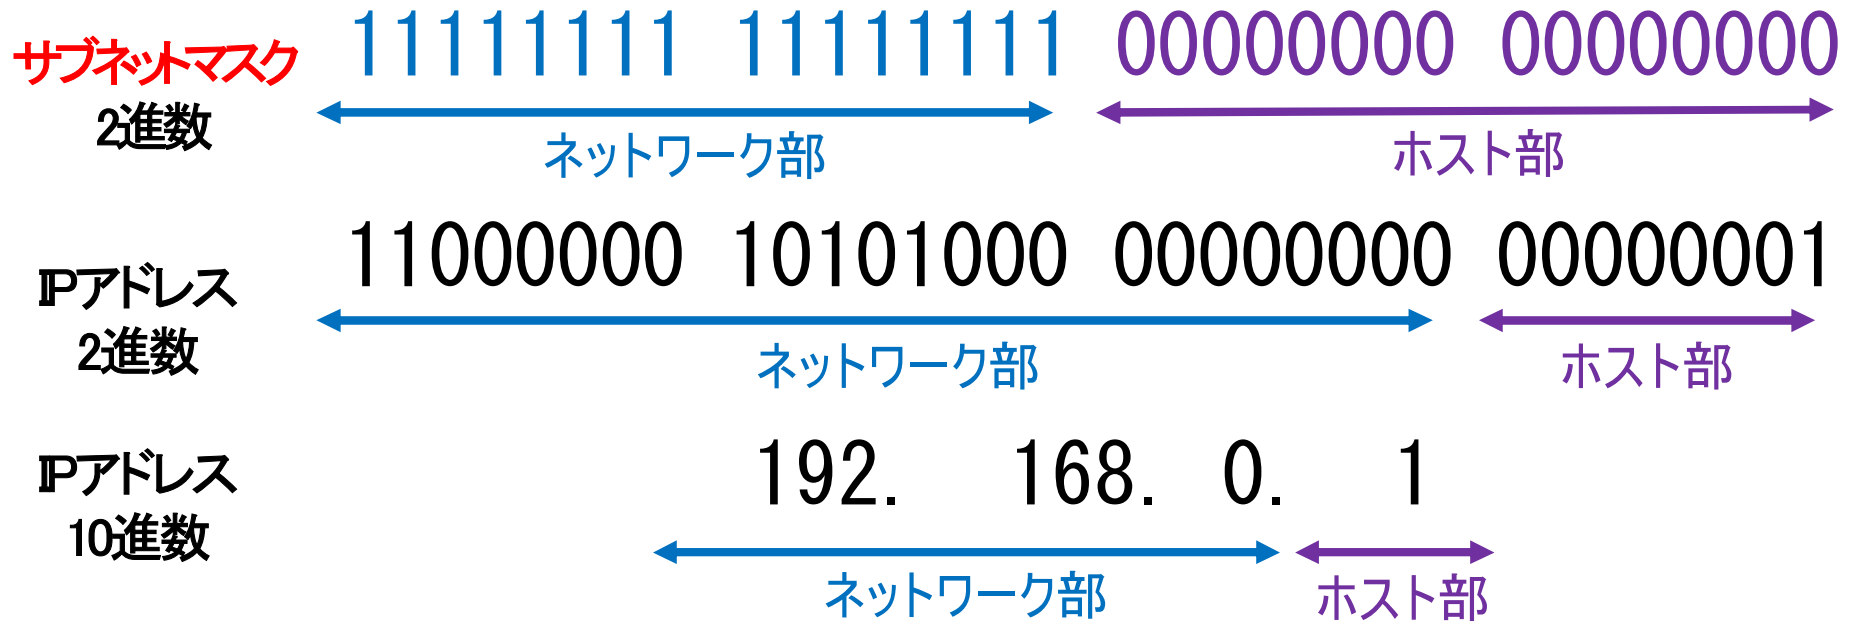 サブネットマスク
2進数
11111111 11111111 00000000 00000000
ネットワーク部 ホスト部
IPアドレス
2進数
11000000 10101000 00000000 00000001
ネットワーク部 ホスト部
IPアドレス
10進数
192. 168. 0. 1
ネットワーク部 ホスト部